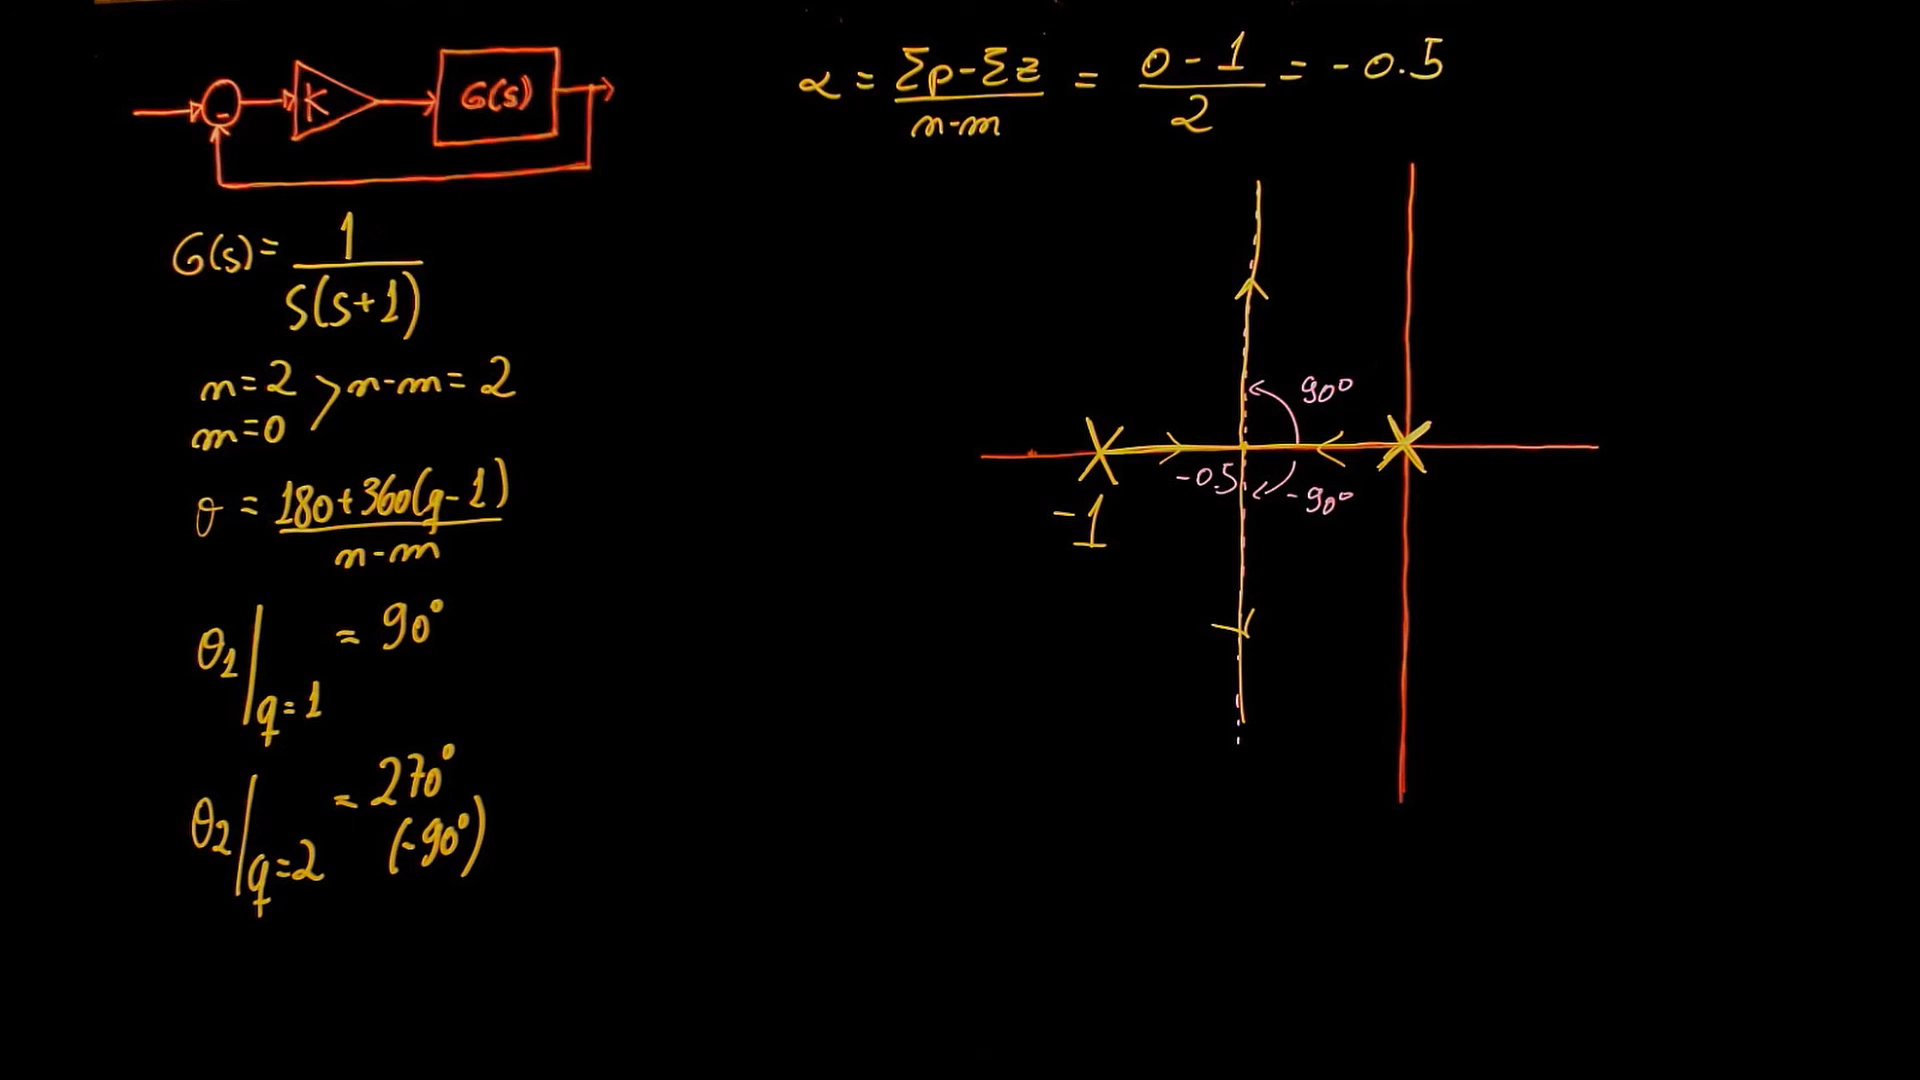 K
G(s)
-
G(s) = 1 / s(s+1)
n=2 > n-m = 2
m=0
θ = 180+360(q-1) / n-m
θ1 | q=1 = 90°
θ2 | q=2 = 270°
(-90°)
α = Σp-Σz / n-m = 0-1 / 2 = -0.5
90°
-0.5
-90°
-1